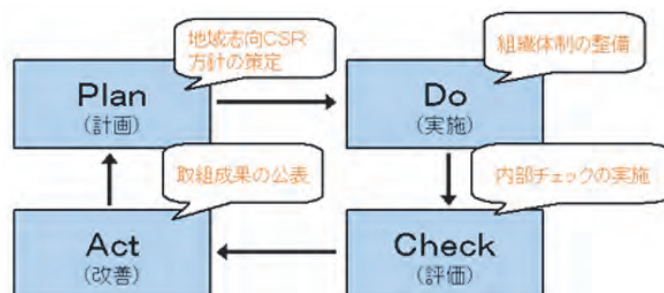 地域志向CSR
方針の策定
Plan
(計画)
組織体制の整備
Do
(実施)
取組成果の公表
Act
(改善)
内部チェックの実施
Check
(評価)